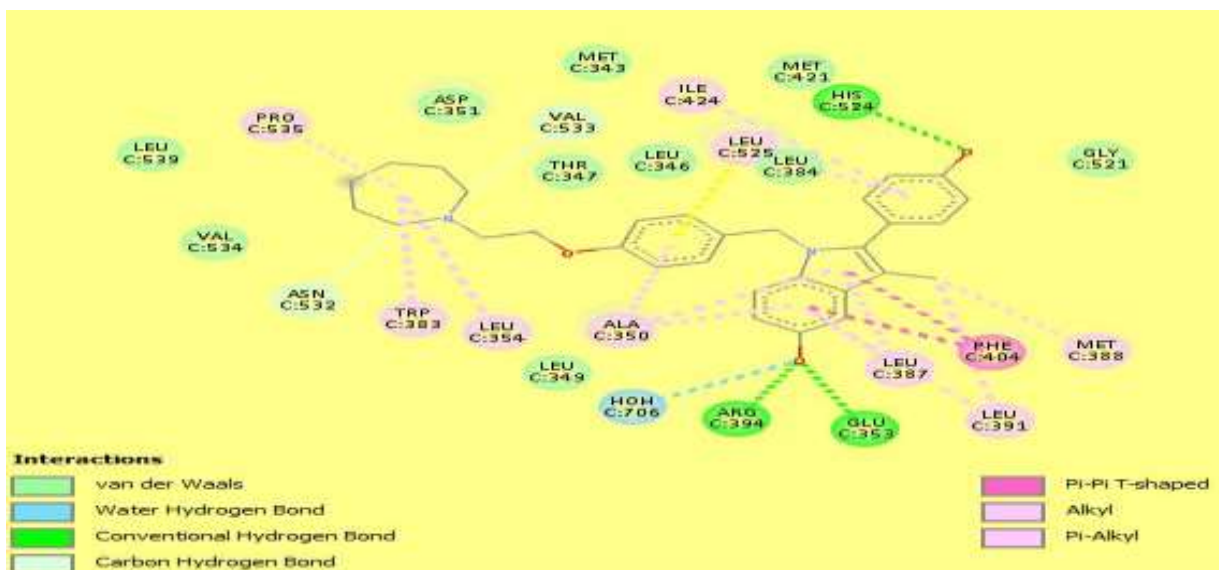 MET
C:343
MET
C:421
ILE
C:424
HIS
C:524
ASP
C:351
PRO
C:535
VAL
C:533
LEU
C:525
LEU
C:539
THR
C:347
LEU
C:346
LEU
C:384
GLY
C:521
N
O
N
O
VAL
C:534
ASN
C:532
TRP
C:383
LEU
C:354
ALA
C:350
PHE
C:404
MET
C:388
LEU
C:387
LEU
C:349
HOH
C:706
ARG
C:394
GLU
C:353
LEU
C:391
Interactions
van der Waals
Water Hydrogen Bond
Conventional Hydrogen Bond
Carbon Hydrogen Bond
Pi-Pi T-shaped
Alkyl
Pi-Alkyl